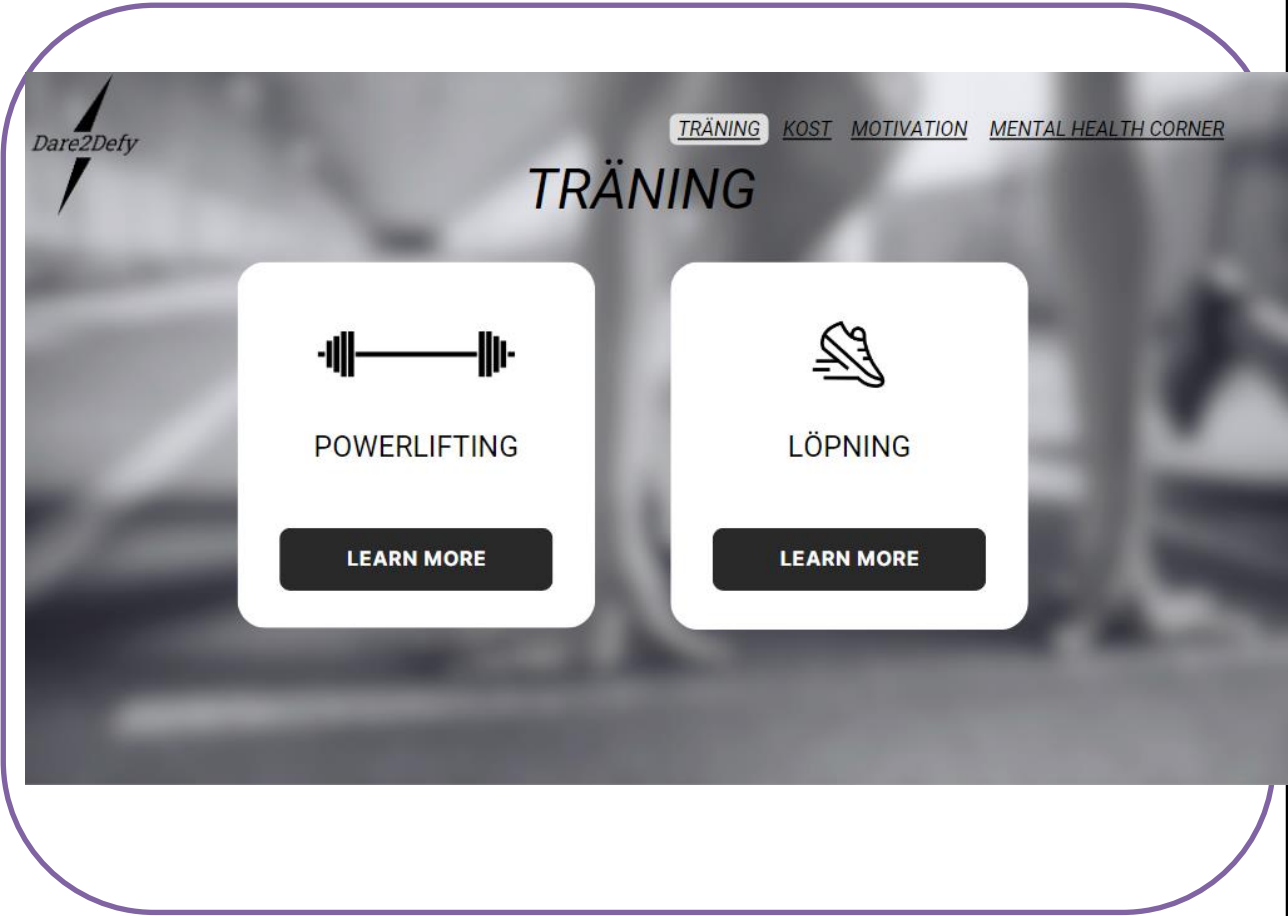 Dare2Defy
TRÄNING KOST MOTIVATION MENTAL HEALTH CORNER
TRÄNING
POWERLIFTING
LEARN MORE
LÖPNING
LEARN MORE